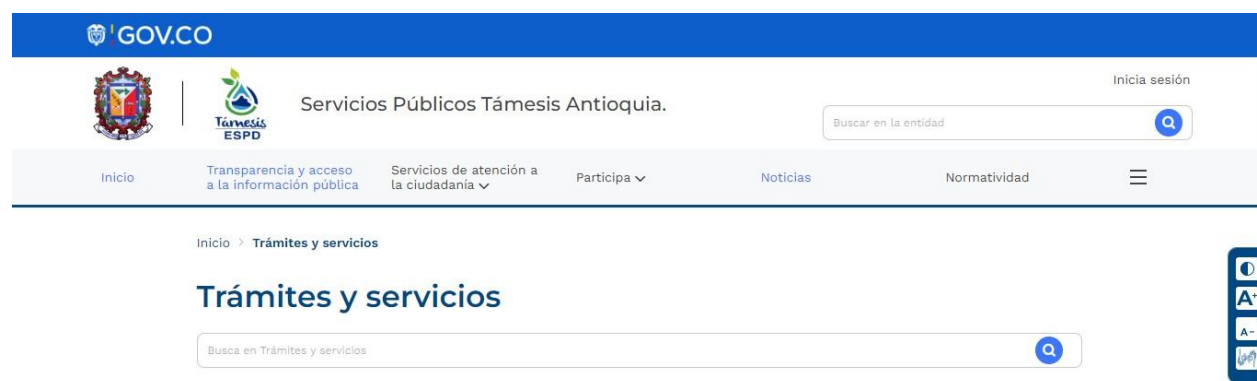 GOV.CO
Inicia sesión
Támesis
ESPD
Servicios Públicos Támesis Antioquia.
Buscar en la entidad
Inicio
Transparencia y acceso
a la información pública
Servicios de atención a
la ciudadanía
Participa
Noticias
Normatividad
Inicio > Trámites y servicios
Trámites y servicios
Busca en Trámites y servicios
A+
A-